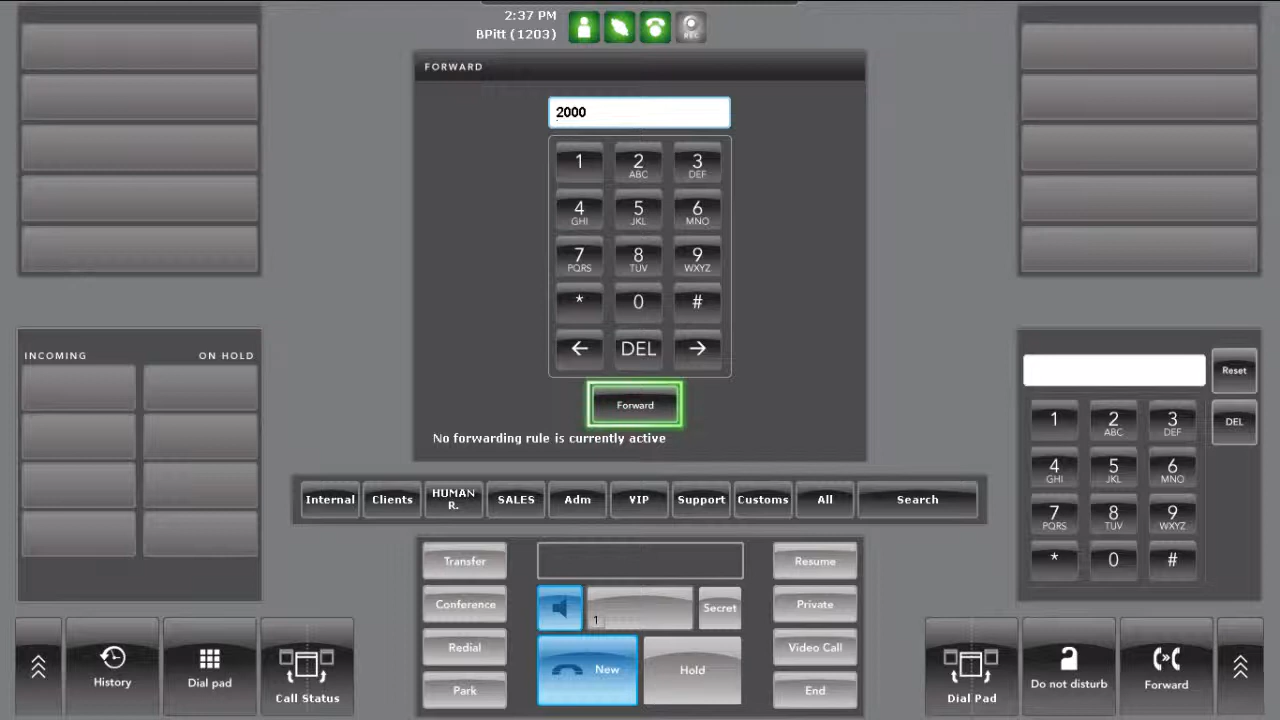 2:37 PM
BPitt (1203)
REC
FORWARD
2000
1
2
ABC
3
DEF
4
GHI
5
JKL
6
MNO
7
PQRS
8
TUV
9
WXYZ
*
0
#
←
DEL
→
Forward
No forwarding rule is currently active
INCOMING
ON HOLD
Reset
DEL
1
2
ABC
3
DEF
4
GHI
5
JKL
6
MNO
7
PQRS
8
TUV
9
WXYZ
*
0
#
Internal
Clients
HUMAN
R.
SALES
Adm
VIP
Support
Customs
All
Search
Transfer
Conference
Redial
Park
1
Secret
New
Hold
Resume
Private
Video Call
End
History
Dial pad
Call Status
Dial Pad
Do not disturb
Forward